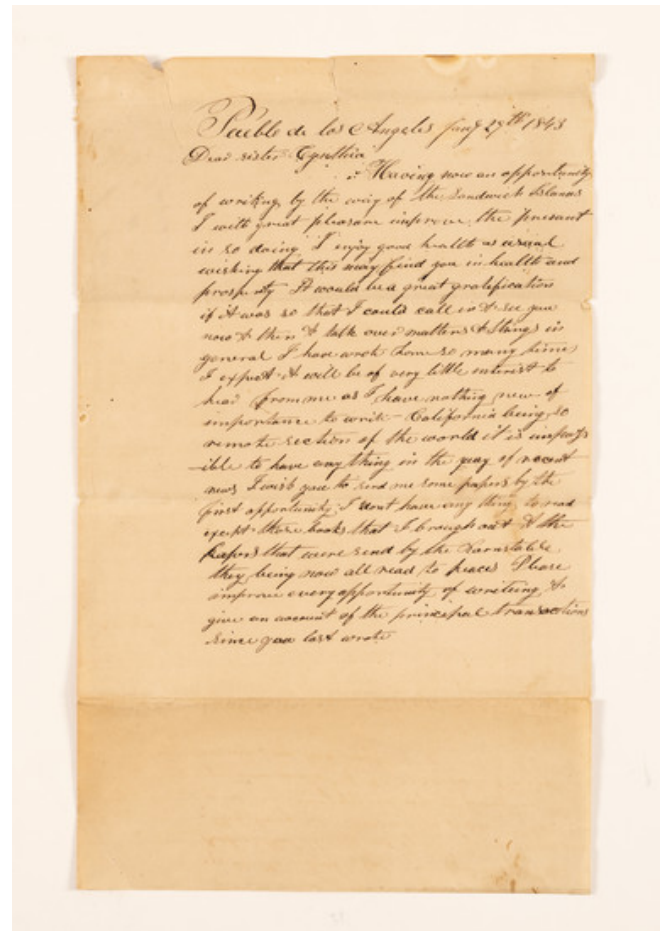 Pueble de los Angeles Jany 27th 1843
Dear sister Cynthia
Having now an opportunity
of writing by the way of the Sandwich Islands
I with great pleasure improve the presant
in so doing I enjoy good health as usual
wishing that this may find you in health and
prosperity It would be a great gratification
if it was so that I could call in & see you
now & then & talk over matters & things in
general I have wrote home so many times
I expect it will be of very little interest to
hear from me as I have nothing new of
importance to write – California being so
remote section of the world it is imposs
-ible to have any thing in the way of recent
news I wish you to send me some papers by the
first opportunity I dont have any thing to read
except those books that I brought out & the
papers that were send by the Barnstable
they being now all read to peaces Please
improve every opportunity of writeing &
give an account of the principal transactions
since you last wrote